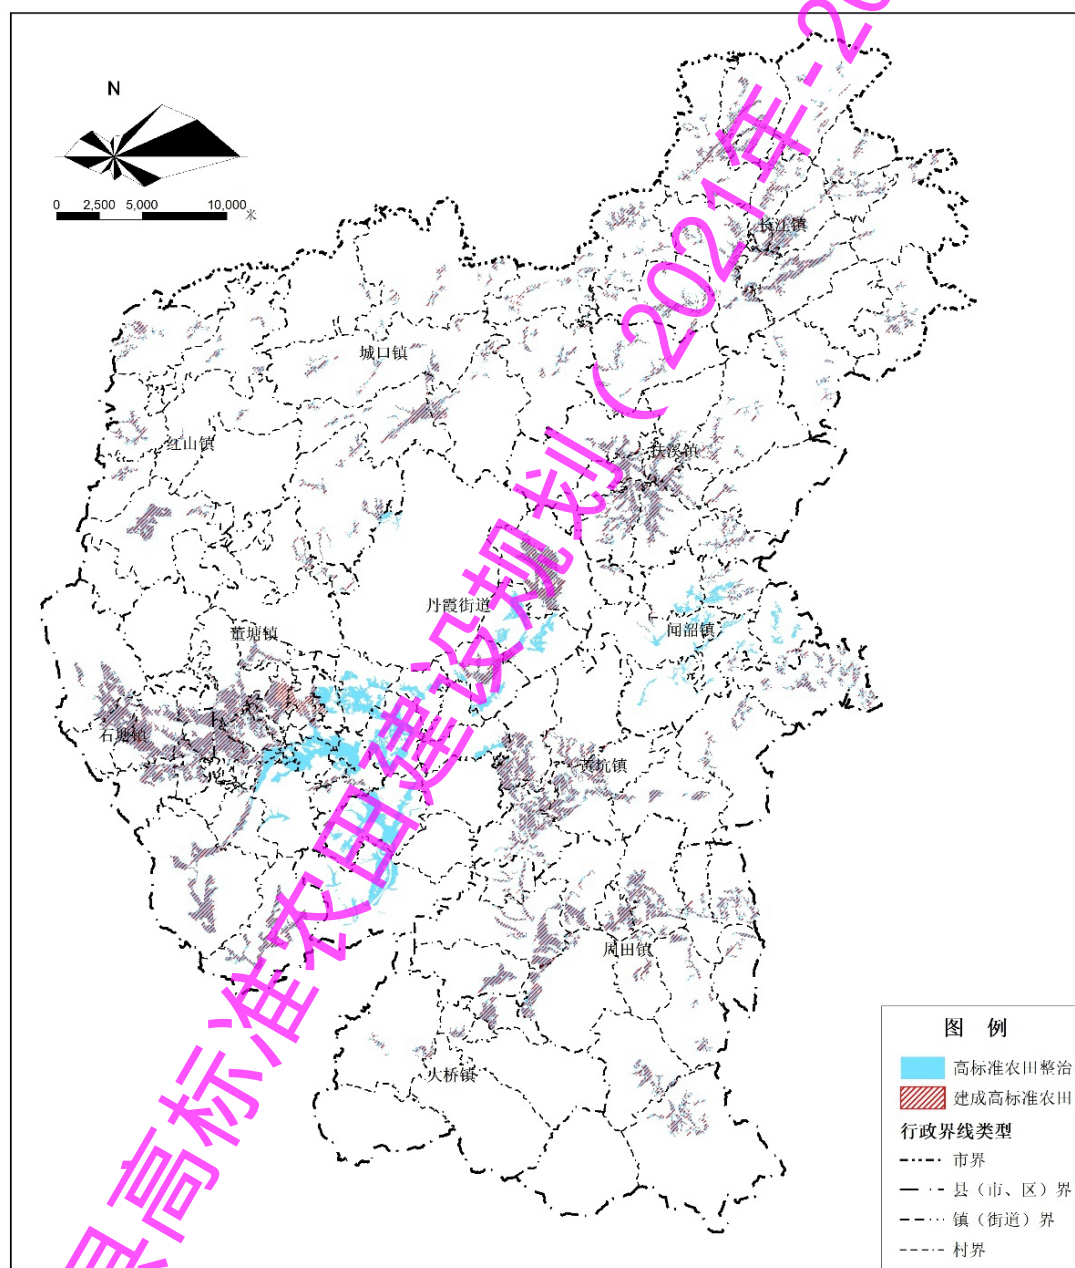 N
0 2,500 5,000 10,000 米
县高标准农田建设规划（2021年-20
长江镇
城口镇
红山镇
扶溪镇
丹霞街道
闻韶镇
董塘镇
石塘镇
黄坑镇
周田镇
大桥镇
图 例
高标准农田整治
建成高标准农田
行政界线类型
市界
县（市、区）界
镇（街道）界
村界